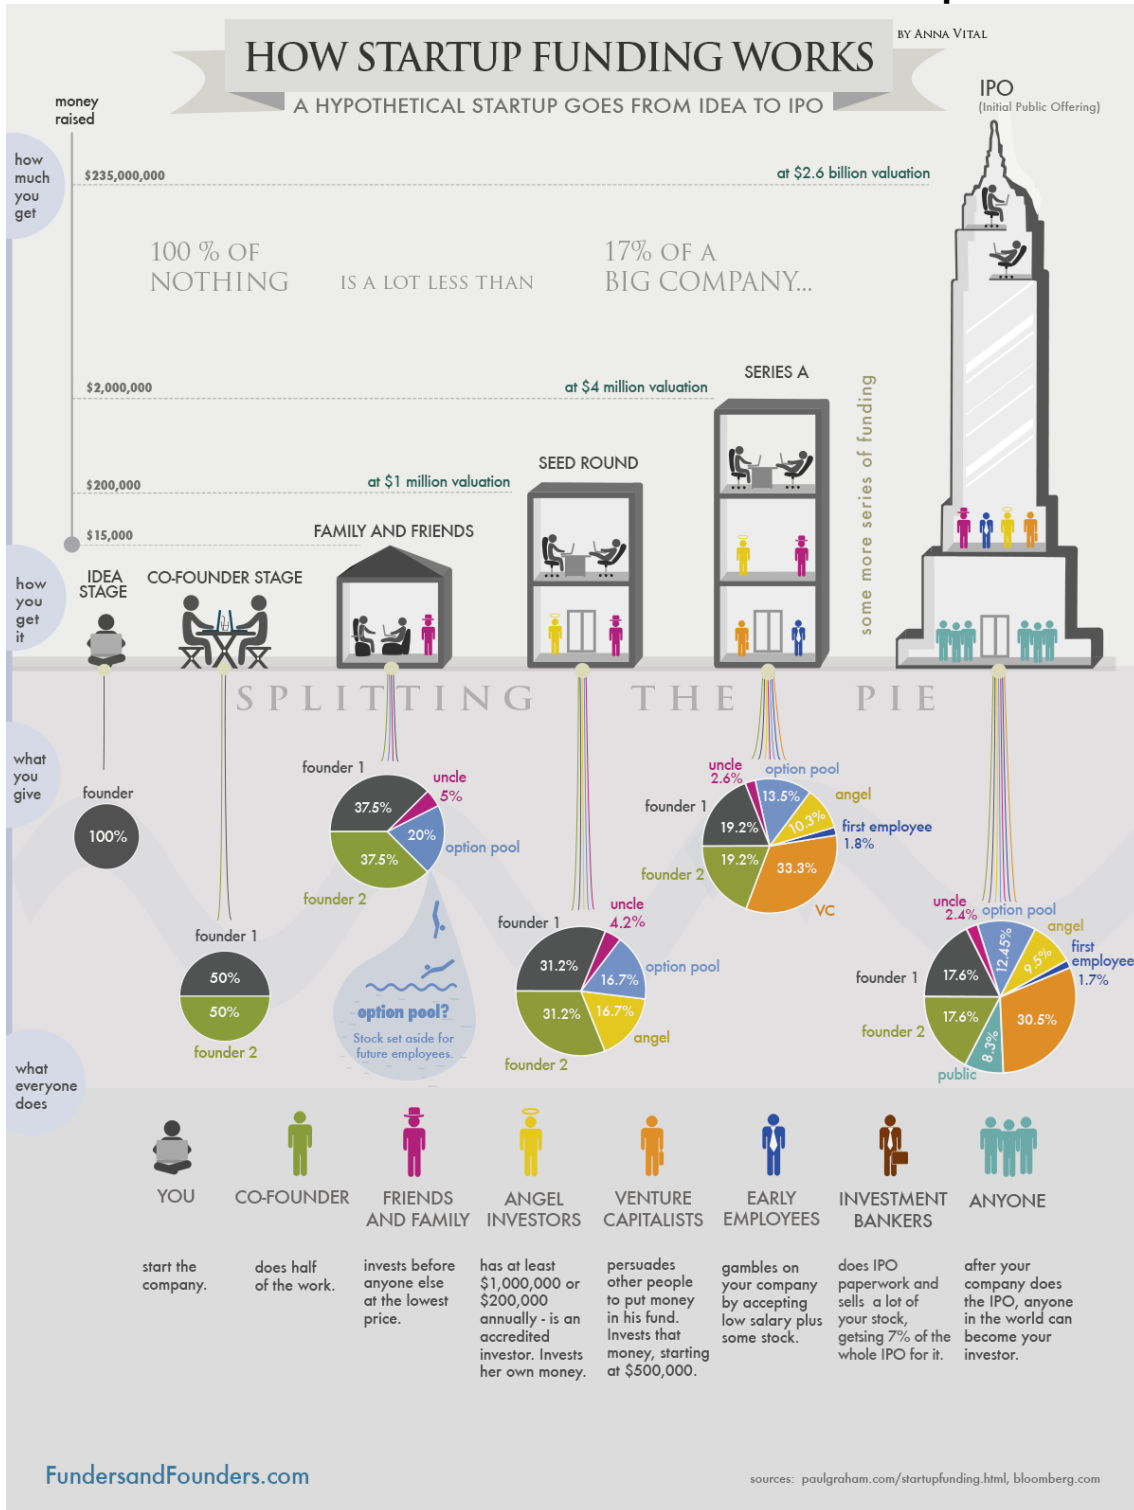 HOW STARTUP FUNDING WORKS
BY ANNA VITAL
A HYPOTHETICAL STARTUP GOES FROM IDEA TO IPO
IPO
(Initial Public Offering)
money
raised
how
much
you
get
$235,000,000
at $2.6 billion valuation
100 % OF
NOTHING
IS A LOT LESS THAN
17% OF A
BIG COMPANY...
SERIES A
$2,000,000
at $4 million valuation
some more series of funding
SEED ROUND
$200,000
at $1 million valuation
FAMILY AND FRIENDS
$15,000
how
you
get
it
IDEA
STAGE
CO-FOUNDER STAGE
SPLITTING THE PIE
what
you
give
founder
100%
founder 1
50%
50%
founder 2
founder 1
uncle
5%
37.5%
20%
option pool
37.5%
founder 2
option pool?
Stock set aside for
future employees.
founder 1
uncle
4.2%
31.2%
option pool
16.7%
31.2%
16.7%
angel
founder 2
uncle
2.6%
option pool
13.5%
angel
founder 1
10.3%
19.2%
first employee
1.8%
19.2%
33.3%
founder 2
VC
uncle
2.4%
option pool
12.45%
angel
9.5%
first
employee
1.7%
founder 1
17.6%
17.6%
30.5%
founder 2
8.3%
public
what
everyone
does
YOU
start the
company.
CO-FOUNDER
does half
of the work.
FRIENDS
AND FAMILY
invests before
anyone else
at the lowest
price.
ANGEL
INVESTORS
has at least
$1,000,000 or
$200,000
annually - is an
accredited
investor. Invests
her own money.
VENTURE
CAPITALISTS
persuades
other people
to put money
in his fund.
Invests that
money, starting
at $500,000.
EARLY
EMPLOYEES
gambles on
your company
by accepting
low salary plus
some stock.
INVESTMENT
BANKERS
does IPO
paperwork and
sells a lot of
your stock,
getsing 7% of the
whole IPO for it.
ANYONE
after your
company does
the IPO, anyone
in the world can
become your
investor.
FundersandFounders.com
sources: paulgraham.com/startupfunding.html, bloomberg.com